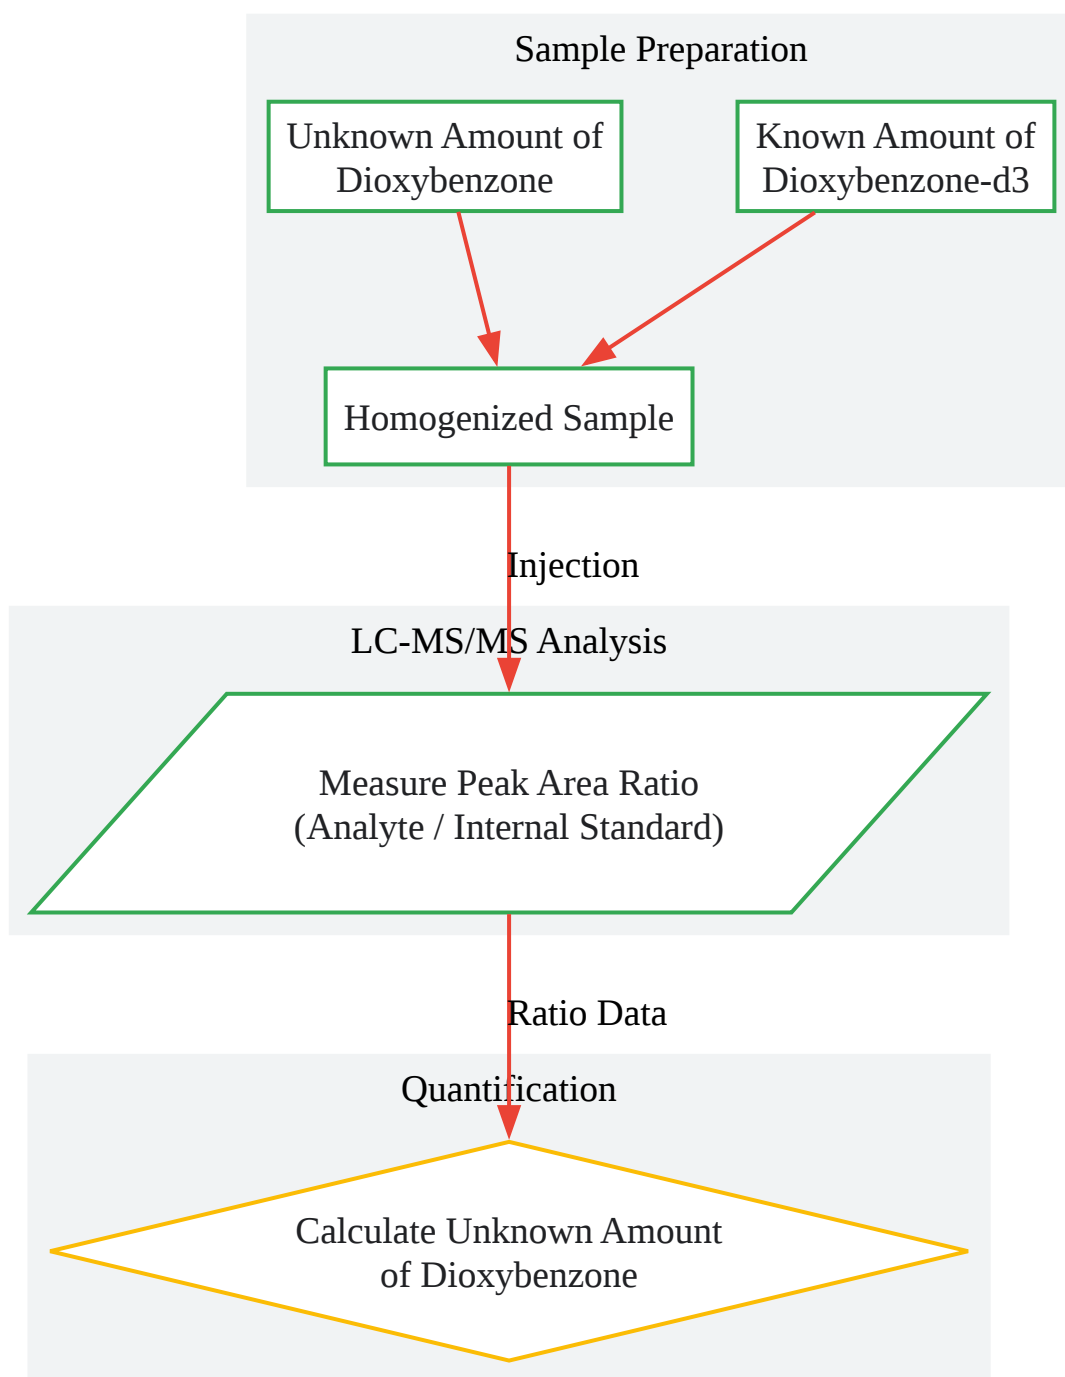 Sample Preparation
Unknown Amount of
Dioxybenzone
Known Amount of
Dioxybenzone-d3
Homogenized Sample
Injection
LC-MS/MS Analysis
Measure Peak Area Ratio
(Analyte / Internal Standard)
Ratio Data
Quantification
Calculate Unknown Amount
of Dioxybenzone